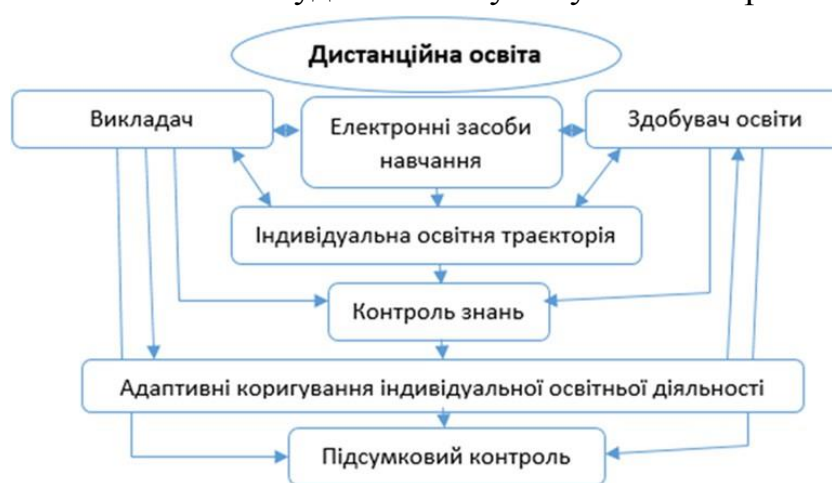 Дистанційна освіта
Викладач
Електронні засоби
навчання
Здобувач освіти
Індивідуальна освітня траєкторія
Контроль знань
Адаптивні коригування індивідуальної освітньої діяльності
Підсумковий контроль